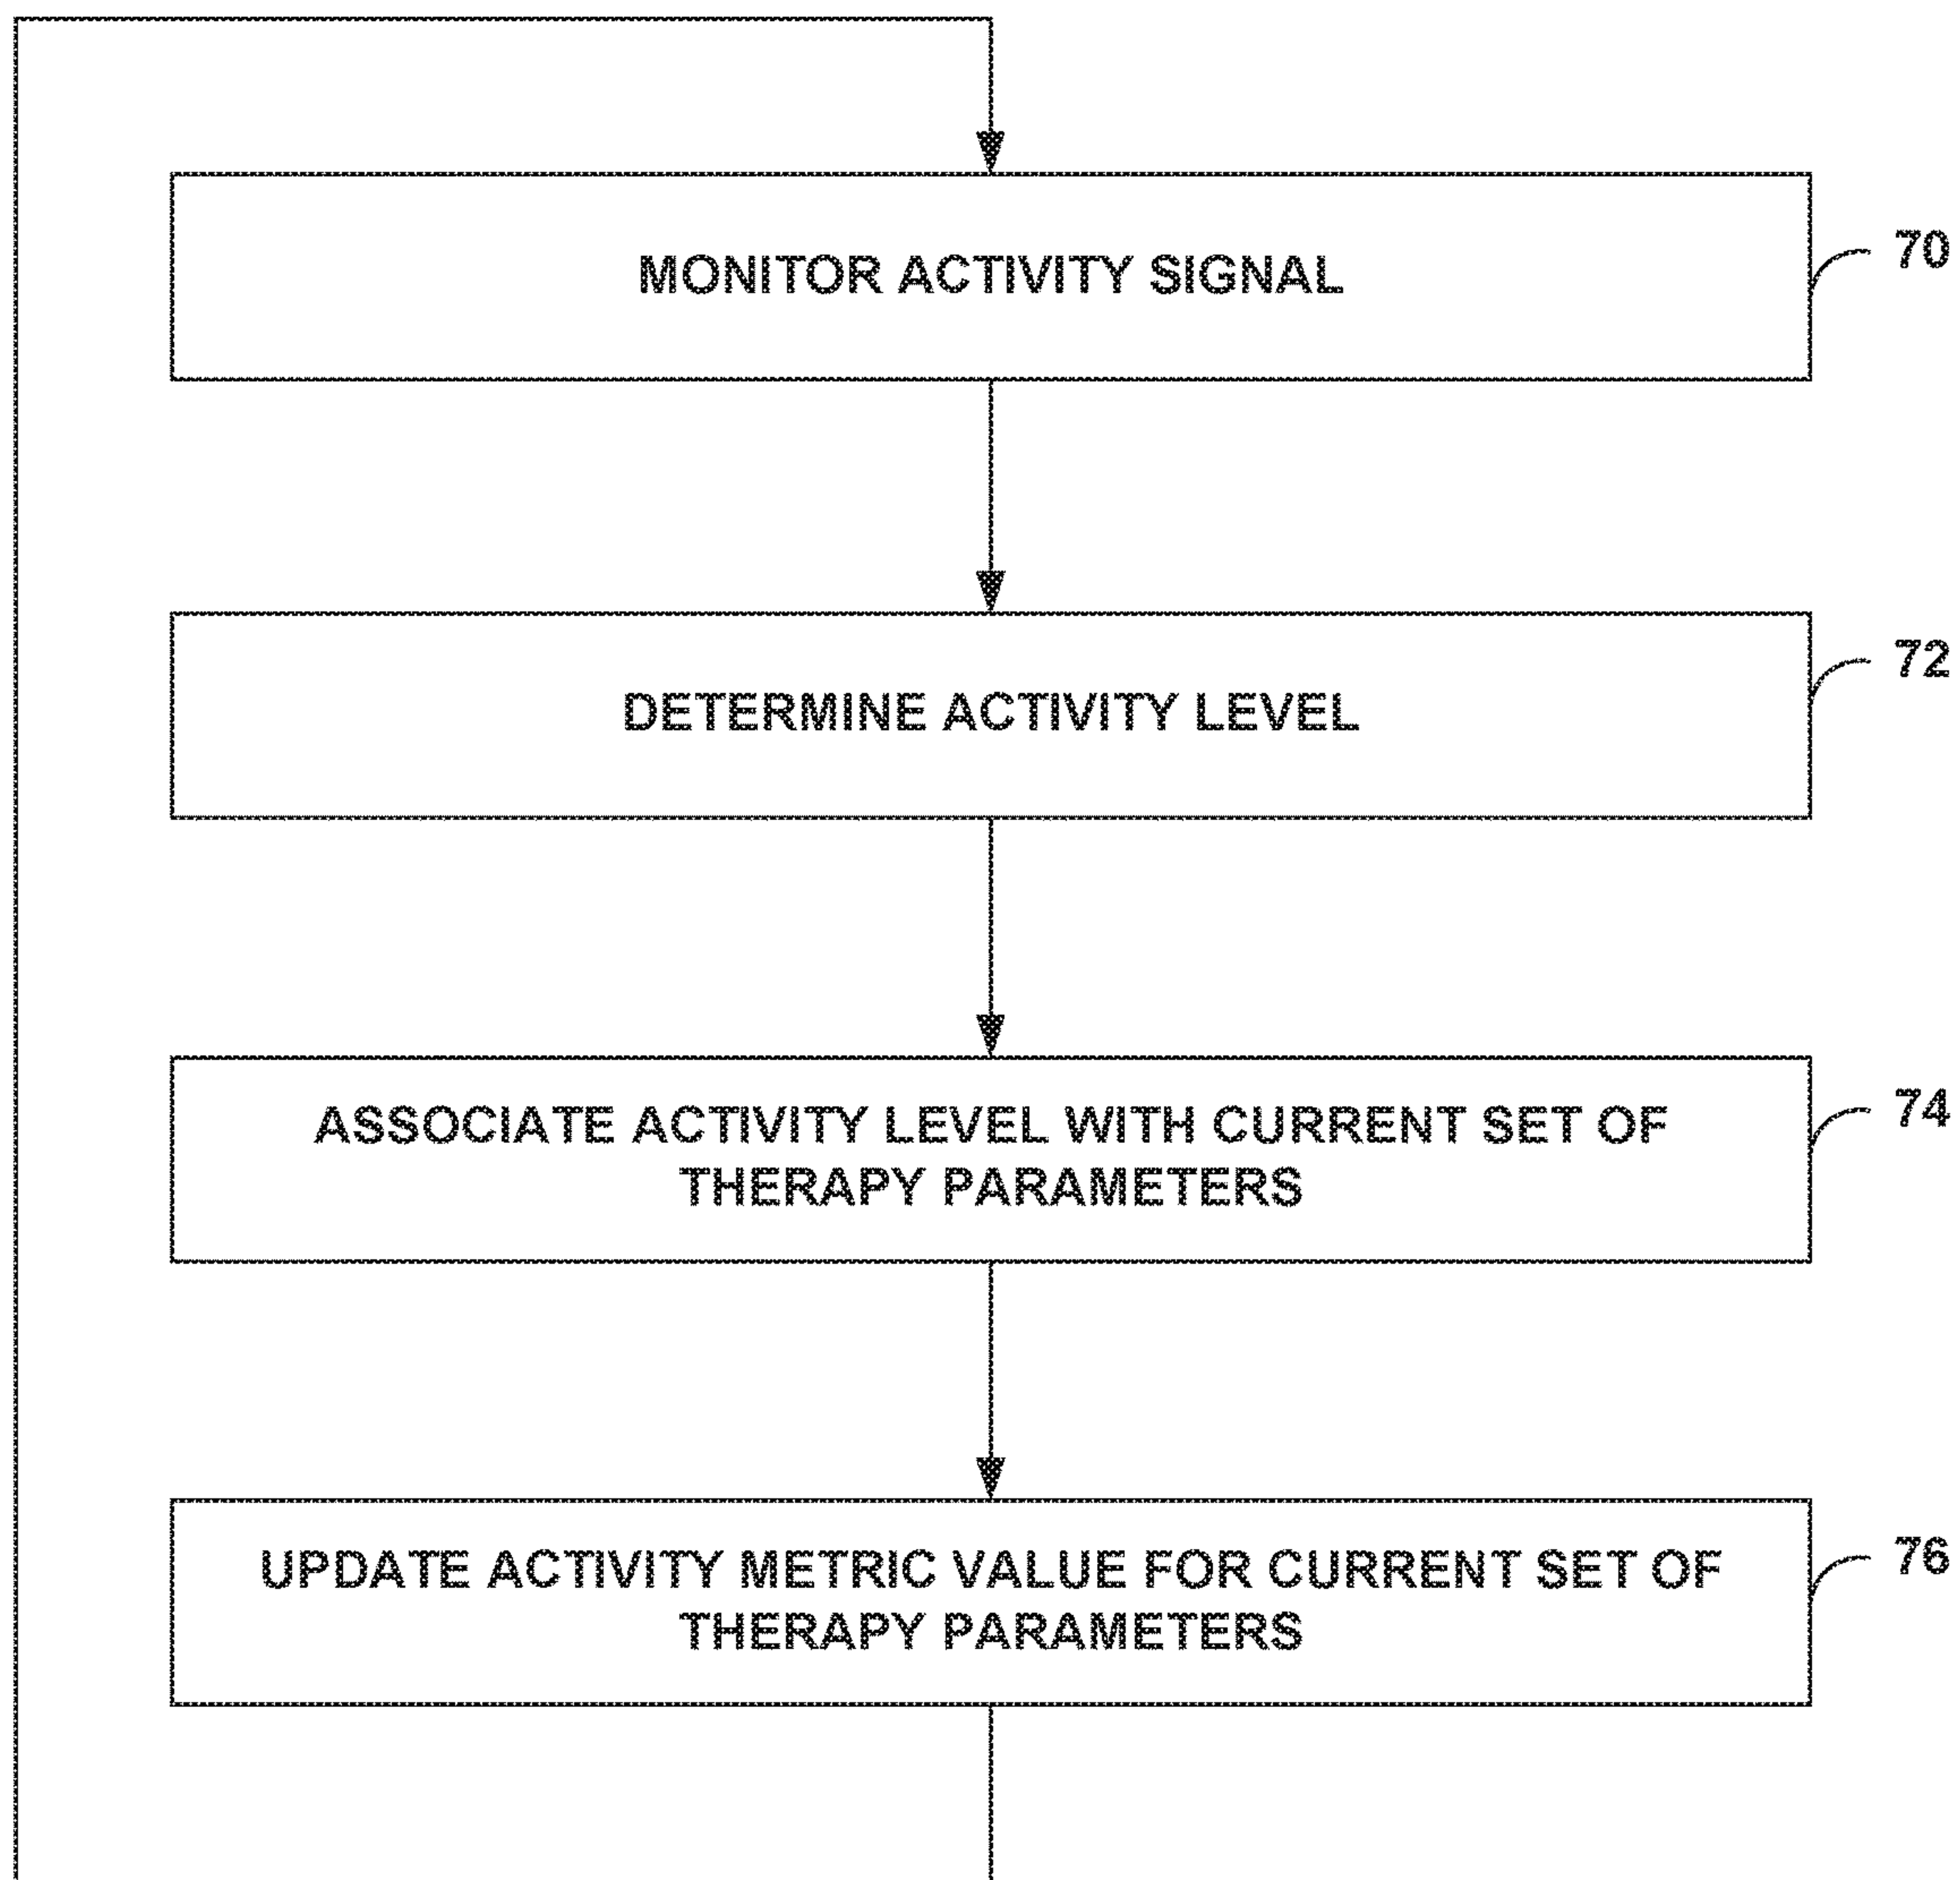 MONITOR ACTIVITY SIGNAL
70
DETERMINE ACTIVITY LEVEL
72
ASSOCIATE ACTIVITY LEVEL WITH CURRENT SET OF
THERAPY PARAMETERS
74
UPDATE ACTIVITY METRIC VALUE FOR CURRENT SET OF
THERAPY PARAMETERS
76